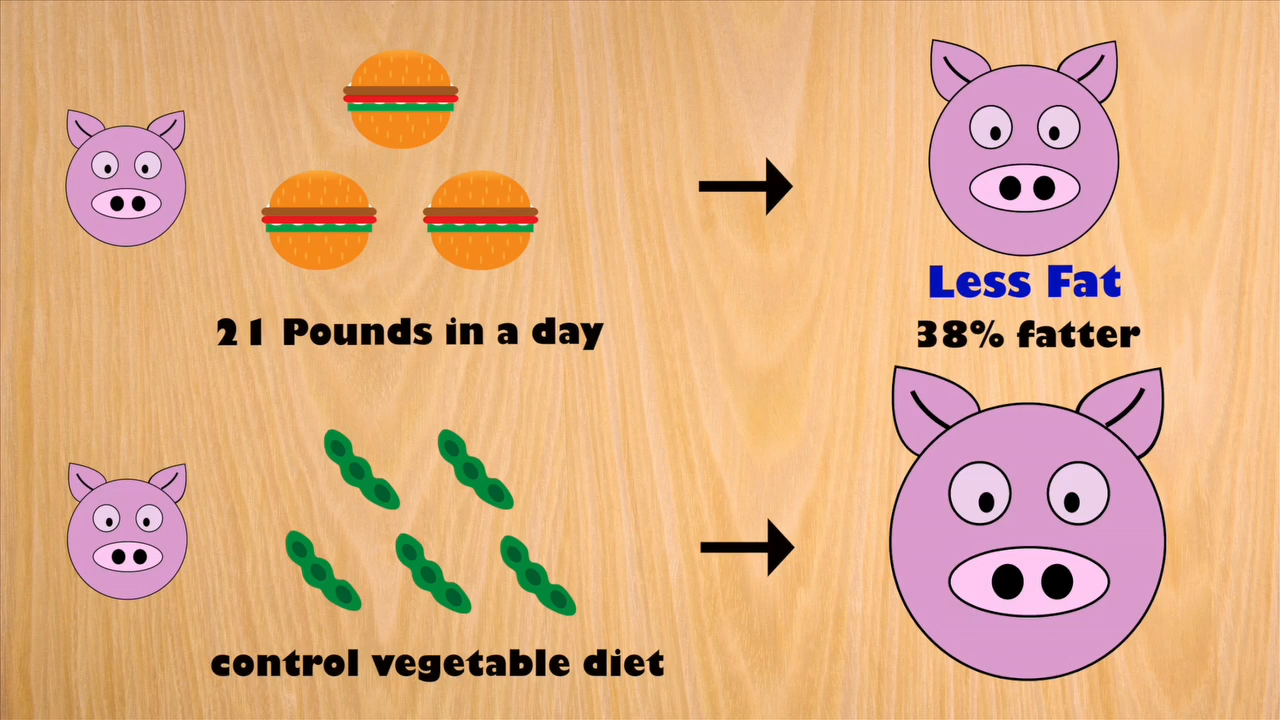 Less Fat
21 Pounds in a day
38% fatter
control vegetable diet